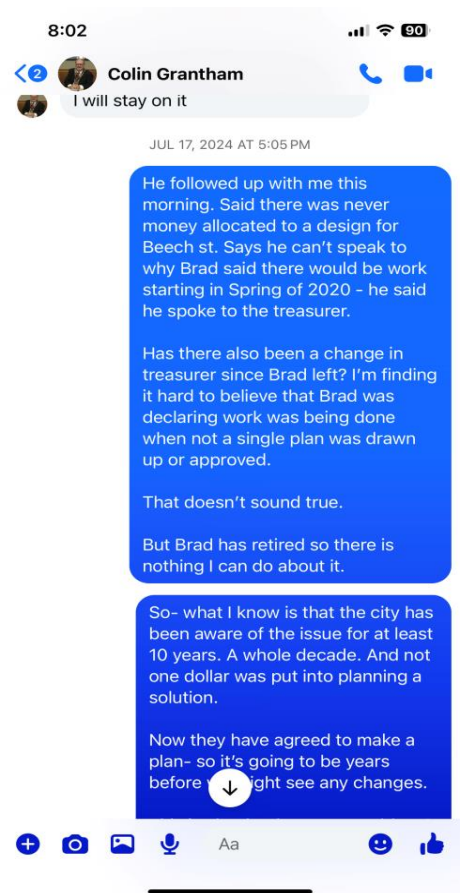 8:02
90
2
Colin Grantham
I will stay on it
JUL 17, 2024 AT 5:05 PM
He followed up with me this
morning. Said there was never
money allocated to a design for
Beech st. Says he can't speak to
why Brad said there would be work
starting in Spring of 2020 - he said
he spoke to the treasurer.
Has there also been a change in
treasurer since Brad left? I'm finding
it hard to believe that Brad was
declaring work was being done
when not a single plan was drawn
up or approved.
That doesn't sound true.
But Brad has retired so there is
nothing I can do about it.
So- what I know is that the city has
been aware of the issue for at least
10 years. A whole decade. And not
one dollar was put into planning a
solution.
Now they have agreed to make a
plan- so it's going to be years
before ight see any changes.
Aa